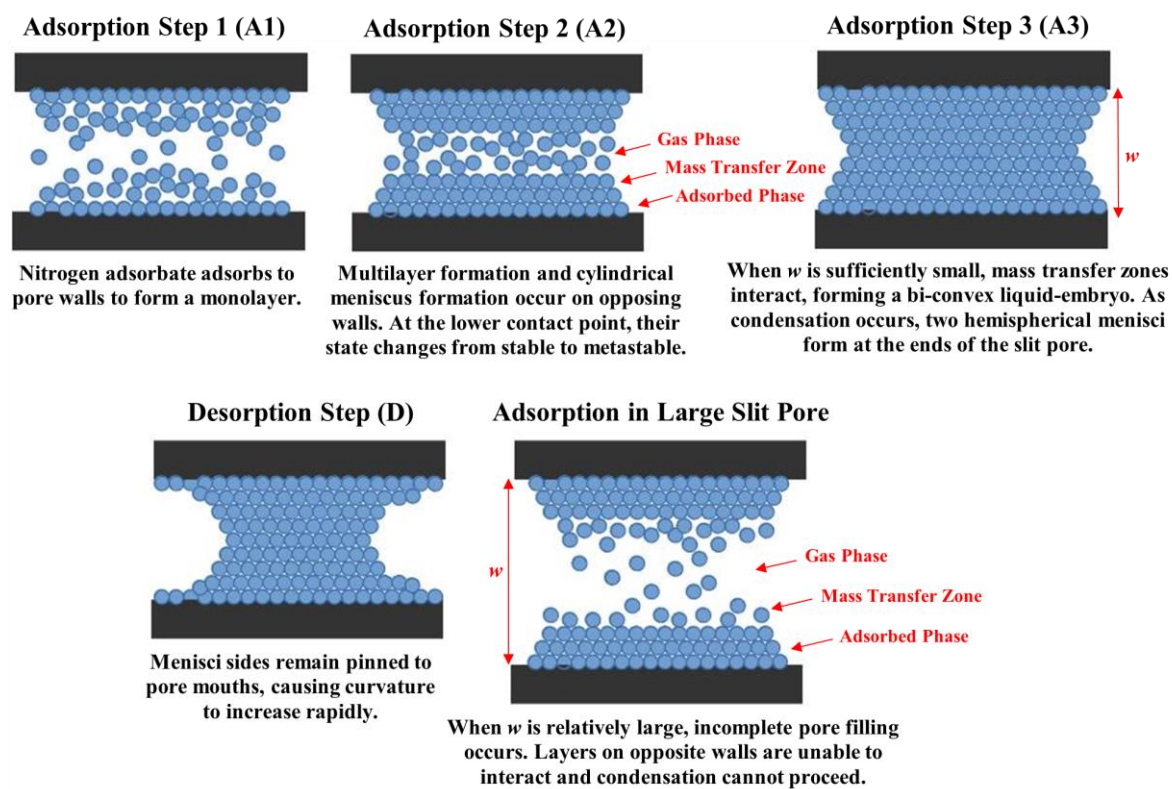 Adsorption Step 1 (A1)
Nitrogen adsorbate adsorbs to
pore walls to form a monolayer.
Adsorption Step 2 (A2)
Gas Phase
Mass Transfer Zone
Adsorbed Phase
Multilayer formation and cylindrical
meniscus formation occur on opposing
walls. At the lower contact point, their
state changes from stable to metastable.
Adsorption Step 3 (A3)
w
When w is sufficiently small, mass transfer zones
interact, forming a bi-convex liquid-embryo. As
condensation occurs, two hemispherical menisci
form at the ends of the slit pore.
Desorption Step (D)
Menisci sides remain pinned to
pore mouths, causing curvature
to increase rapidly.
Adsorption in Large Slit Pore
w
Gas Phase
Mass Transfer Zone
Adsorbed Phase
When w is relatively large, incomplete pore filling
occurs. Layers on opposite walls are unable to
interact and condensation cannot proceed.